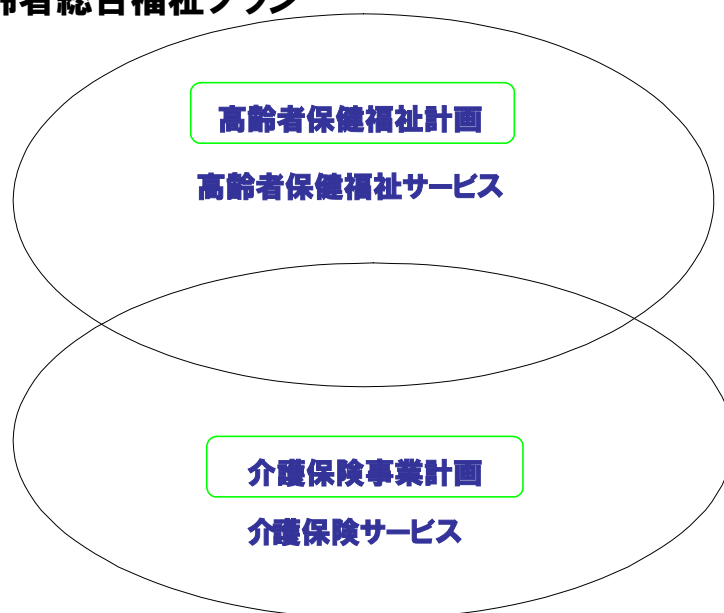 齢者総合福祉プラン
高齢者保健福祉計画
高齢者保健福祉サービス
介護保険事業計画
介護保険サービス